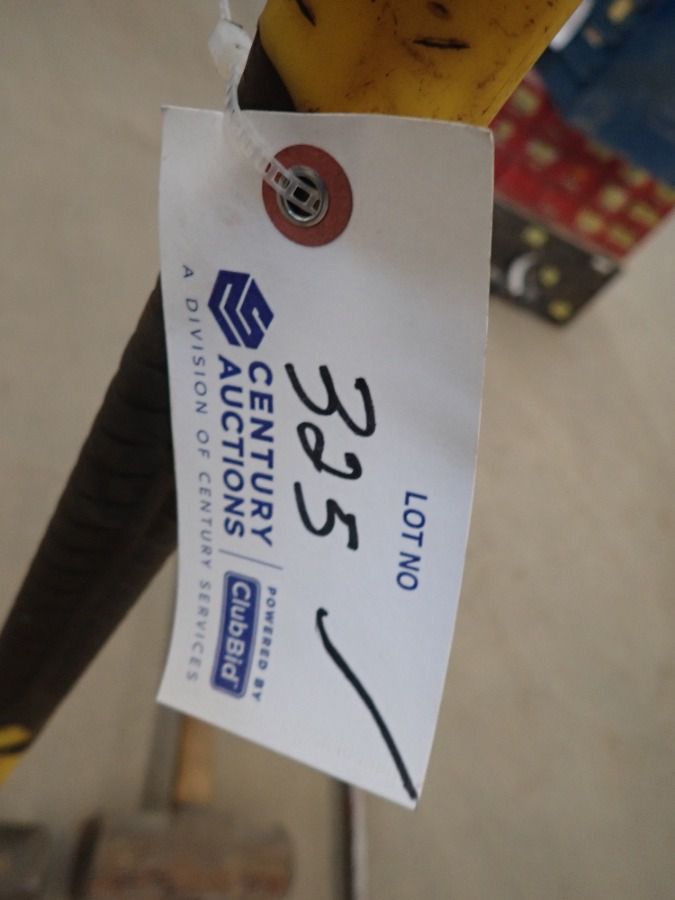 LOT NO
325
CENTURY
AUCTIONS
A DIVISION OF CENTURY SERVICES
POWERED BY
ClubBid